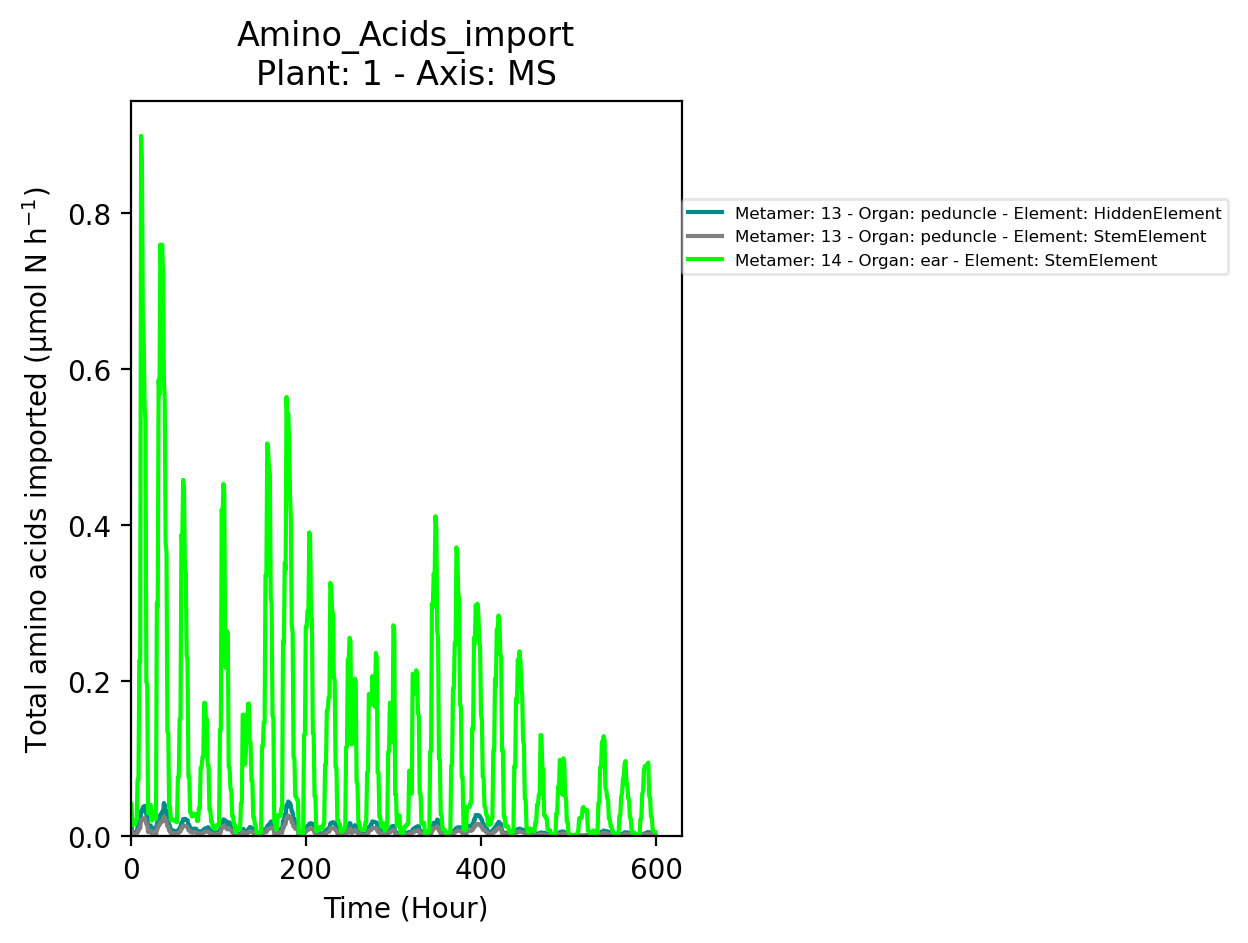 Amino_Acids_import
Plant: 1 - Axis: MS
Total amino acids imported (µmol N h⁻¹)
0.8
0.6
0.4
0.2
0.0
0
200
400
600
Time (Hour)
Metamer: 13 - Organ: peduncle - Element: HiddenElement
Metamer: 13 - Organ: peduncle - Element: StemElement
Metamer: 14 - Organ: ear - Element: StemElement